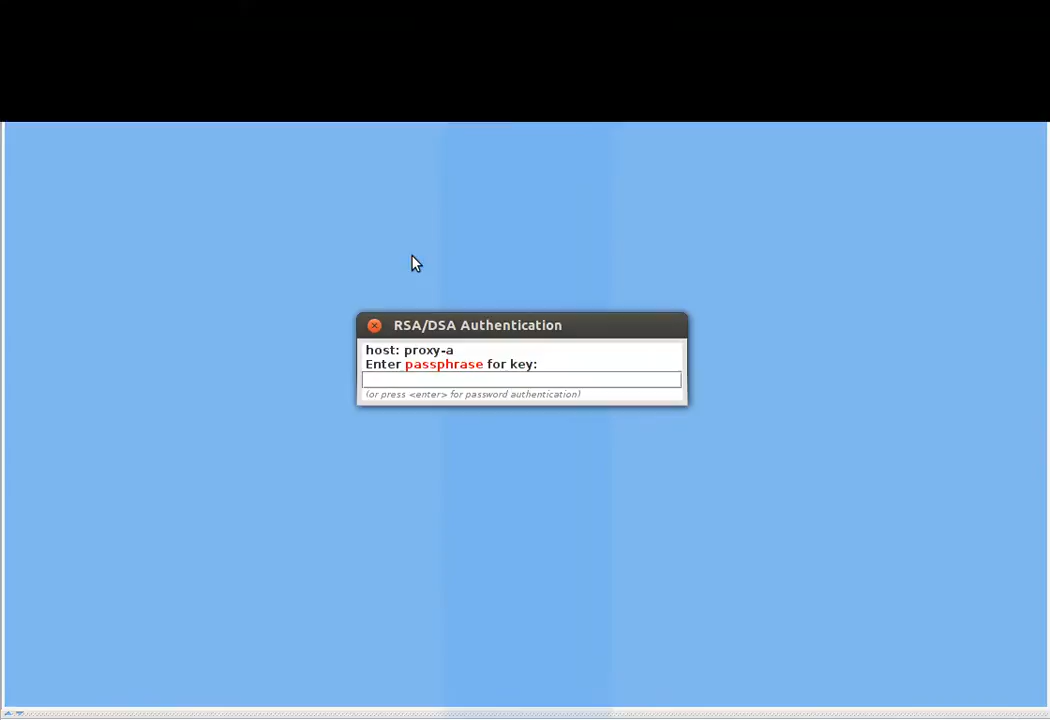 RSA/DSA Authentication
host: proxy-a
Enter passphrase for key:
(or press <enter> for password authentication)